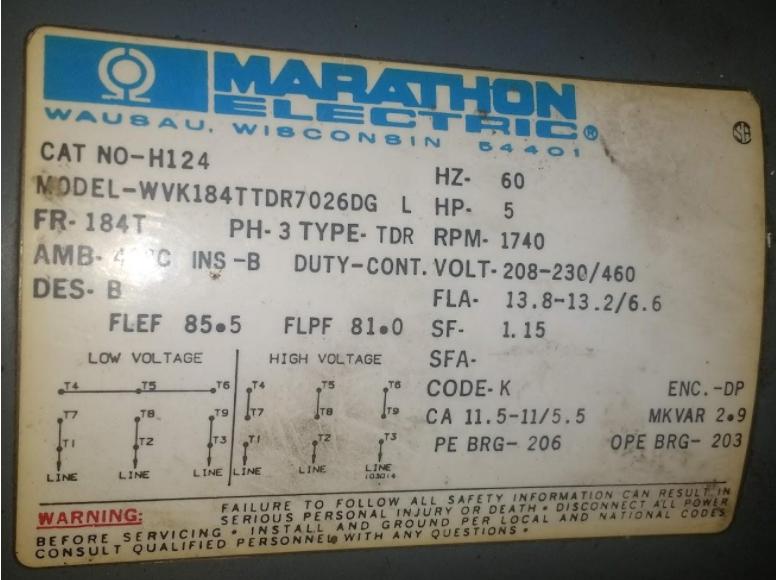 MARATHON
ELECTRIC®
WAUSAU, WISCONSIN 54401
CAT NO-H124
MODEL-WVK184TTDR7026DG L
FR- 184T PH- 3 TYPE- TDR
AMB- INS-B DUTY-CONT.
DES- B
FLEF 85.5 FLPF 81.0
HZ- 60
HP- 5
RPM- 1740
VOLT- 208-230/460
FLA- 13.8-13.2/6.6
SF- 1.15
SFA-
CODE- K ENC.-DP
CA 11.5-11/5.5 MKVAR 2.9
PE BRG- 206 OPE BRG- 203
LOW VOLTAGE
T4 T5 T6
T7 T8 T9
T1 T2 T3
LINE LINE LINE
HIGH VOLTAGE
T4 T5 T6
T7 T8 T9
T1 T2 T3
LINE LINE LINE
WARNING: FAILURE TO FOLLOW ALL SAFETY INFORMATION CAN RESULT IN
SERIOUS PERSONAL INJURY OR DEATH • DISCONNECT ALL POWER
BEFORE SERVICING • INSTALL AND GROUND PER LOCAL AND NATIONAL CODES
CONSULT QUALIFIED PERSONNEL WITH ANY QUESTIONS •